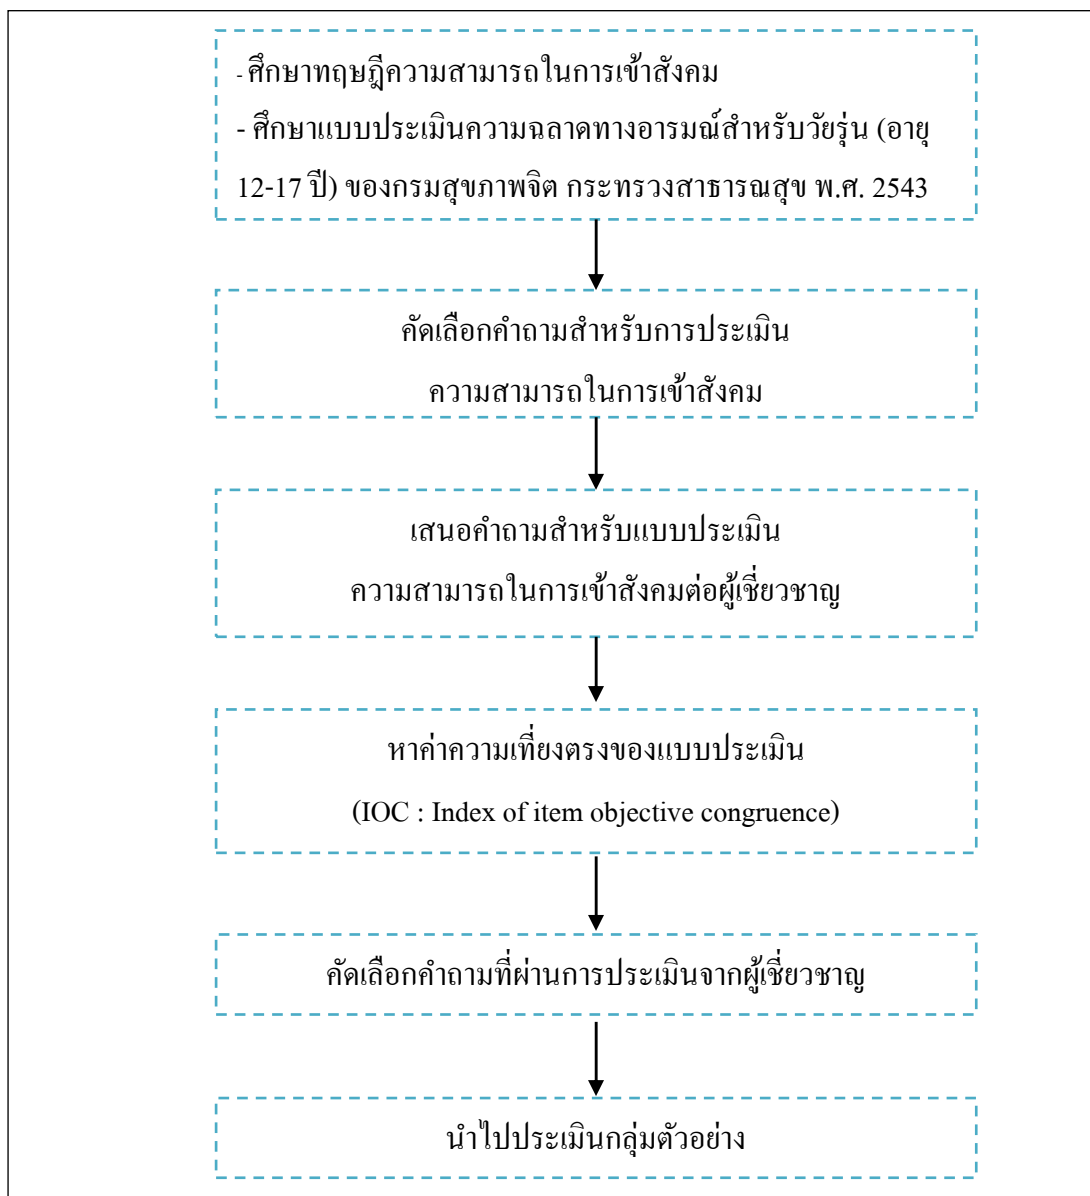 - ศึกษาทฤษฎีความสามารถในการเข้าสังคม
- ศึกษาแบบประเมินความฉลาดทางอารมณ์สำหรับวัยรุ่น (อายุ
12-17 ปี) ของกรมสุขภาพจิต กระทรวงสาธารณสุข พ.ศ. 2543
คัดเลือกคำถามสำหรับการประเมิน
ความสามารถในการเข้าสังคม
เสนอคำถามสำหรับแบบประเมิน
ความสามารถในการเข้าสังคมต่อผู้เชี่ยวชาญ
หาค่าความเที่ยงตรงของแบบประเมิน
(IOC : Index of item objective congruence)
คัดเลือกคำถามที่ผ่านการประเมินจากผู้เชี่ยวชาญ
นำไปประเมินกลุ่มตัวอย่าง